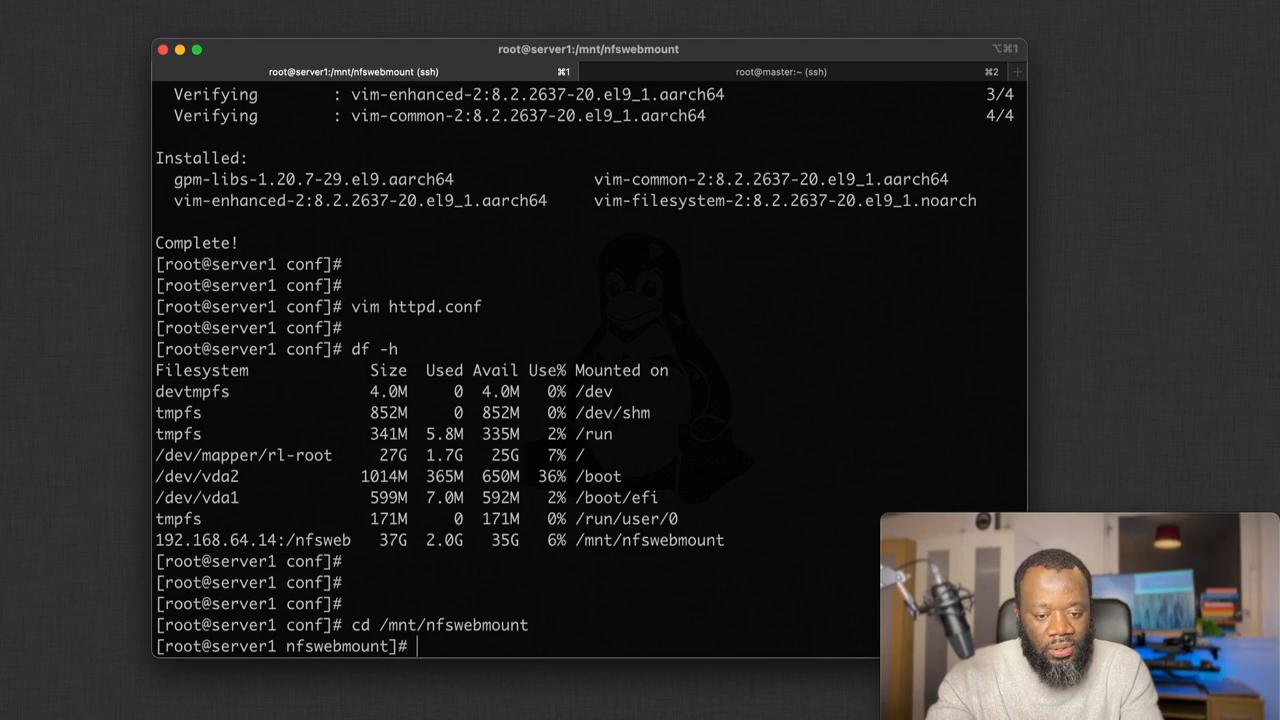 root@server1:/mnt/nfswebmount
⌥⌘1
root@server1:/mnt/nfswebmount (ssh) ⌘1 root@master:~ (ssh) ⌘2 +
Verifying : vim-enhanced-2:8.2.2637-20.el9_1.aarch64 3/4
Verifying : vim-common-2:8.2.2637-20.el9_1.aarch64 4/4
Installed:
gpm-libs-1.20.7-29.el9.aarch64 vim-common-2:8.2.2637-20.el9_1.aarch64
vim-enhanced-2:8.2.2637-20.el9_1.aarch64 vim-filesystem-2:8.2.2637-20.el9_1.noarch
Complete!
[root@server1 conf]#
[root@server1 conf]#
[root@server1 conf]# vim httpd.conf
[root@server1 conf]#
[root@server1 conf]# df -h
Filesystem Size Used Avail Use% Mounted on
devtmpfs 4.0M 0 4.0M 0% /dev
tmpfs 852M 0 852M 0% /dev/shm
tmpfs 341M 5.8M 335M 2% /run
/dev/mapper/rl-root 27G 1.7G 25G 7% /
/dev/vda2 1014M 365M 650M 36% /boot
/dev/vda1 599M 7.0M 592M 2% /boot/efi
tmpfs 171M 0 171M 0% /run/user/0
192.168.64.14:/nfsweb 37G 2.0G 35G 6% /mnt/nfswebmount
[root@server1 conf]#
[root@server1 conf]#
[root@server1 conf]#
[root@server1 conf]# cd /mnt/nfswebmount
[root@server1 nfswebmount]#